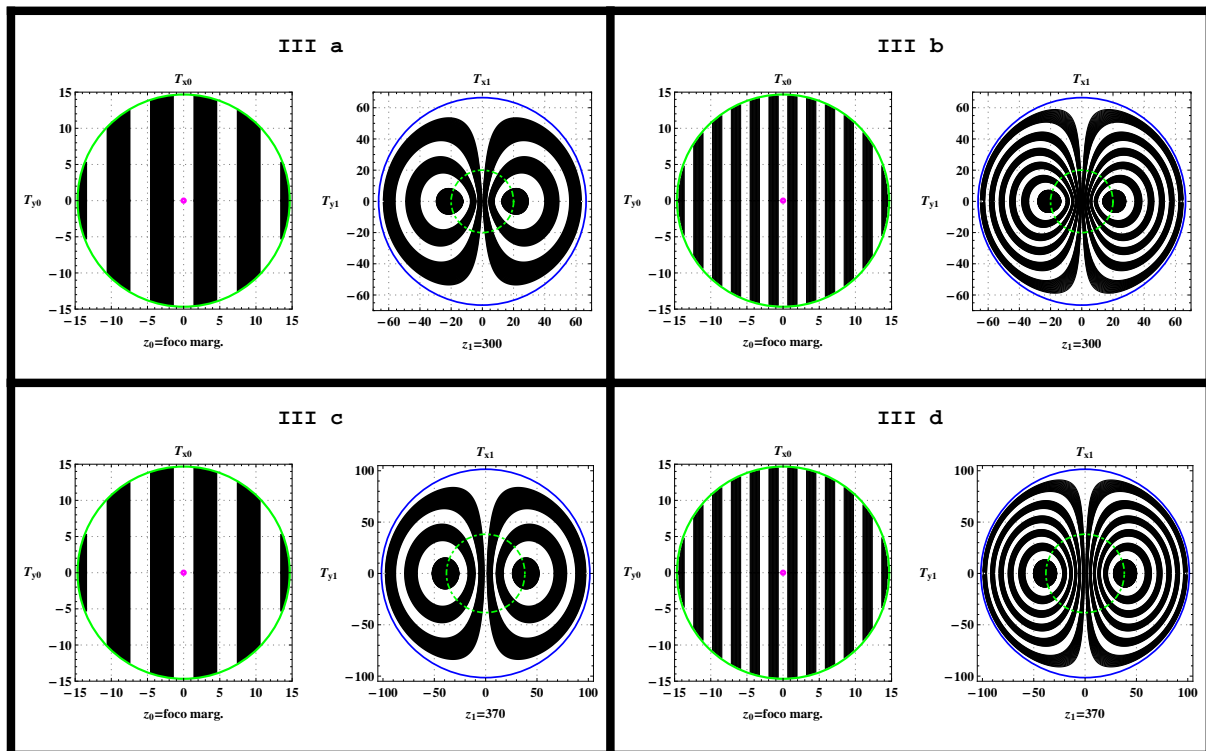 III a
T_x0
15
10
5
0
−5
−10
−15
T_y0
−15 −10 −5 0 5 10 15
z_0=foco marg.
T_x1
60
40
20
0
−20
−40
−60
T_y1
−60 −40 −20 0 20 40 60
z_1=300
III b
T_x0
15
10
5
0
−5
−10
−15
T_y0
−15 −10 −5 0 5 10 15
z_0=foco marg.
T_x1
60
40
20
0
−20
−40
−60
T_y1
−60 −40 −20 0 20 40 60
z_1=300
III c
T_x0
15
10
5
0
−5
−10
−15
T_y0
−15 −10 −5 0 5 10 15
z_0=foco marg.
T_x1
100
50
0
−50
−100
T_y1
−100 −50 0 50 100
z_1=370
III d
T_x0
15
10
5
0
−5
−10
−15
T_y0
−15 −10 −5 0 5 10 15
z_0=foco marg.
T_x1
100
50
0
−50
−100
T_y1
−100 −50 0 50 100
z_1=370